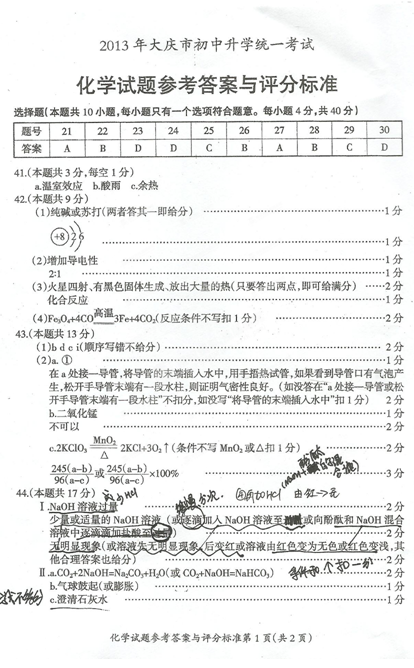 2013年大庆市初中升学统一考试
化学试题参考答案与评分标准
选择题(本题共10小题,每小题只有一个选项符合题意。每小题4分,共40分)
题号 21 22 23 24 25 26 27 28 29 30
答案 A B D D C B A B C D
41.(本题共3分,每空1分)
a.温室效应 b.酸雨 c.余热
42.(本题共9分)
(1)纯碱或苏打(两者答其一即给分) 1分
+8 2 6 1分
(2)增加导电性 1分
2:1 1分
(3)火星四射、有黑色固体生成、放出大量的热(只要答出两点,即可给满分) 2分
化合反应 1分
(4)Fe₃O₄+4CO 高温 3Fe+4CO₂(反应条件不写扣1分) 2分
43.(本题共13分)
(1)b d c i(顺序写错不给分) 2分
(2)a. ① 1分
在a处接一导管,将导管的末端插入水中,用手捂热试管,如果看到导管口有气泡产
生,松开手导管末端有一段水柱,则证明气密性良好。(如没答在“a处接一导管或松
开手导管末端有一段水柱”不扣分,如没写“将导管的末端插入水中”扣1分) 2分
b.二氧化锰 1分
不可以 2分
c.2KClO₃ MnO₂ △ 2KCl+3O₂↑(条件不写MnO₂或△扣1分) 2分
245(a-b) 96(a-c) 或 245(a-b) 96(a-c) ×100% 3分
44.(本题共17分)
Ⅰ.NaOH溶液过量 2分
少量或适量的NaOH溶液(或逐滴加入NaOH溶液至 或向酚酞和NaOH混合
溶液中逐滴滴加盐酸至 2分
无明显现象(或溶液先无明显现象,后变红或溶液由红色变为无色或红色变浅,其
他合理答案也给分) 2分
Ⅱ.a.CO₂+2NaOH=Na₂CO₃+H₂O(或CO₂+NaOH=NaHCO₃) 2分
b.气球鼓起(或膨胀) 1分
c.澄清石灰水 1分
化学试题参考答案与评分标准第1页(共2页)